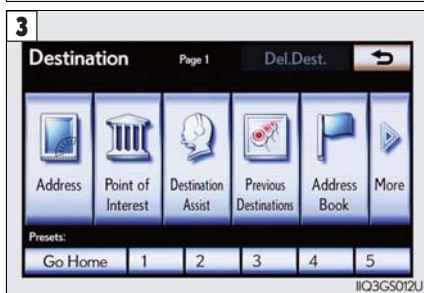 3
Destination Page 1 Del.Dest.
Address
Point of
Interest
Destination
Assist
Previous
Destinations
Address
Book
More
Presets:
Go Home 1 2 3 4 5
IIQ3GS012U